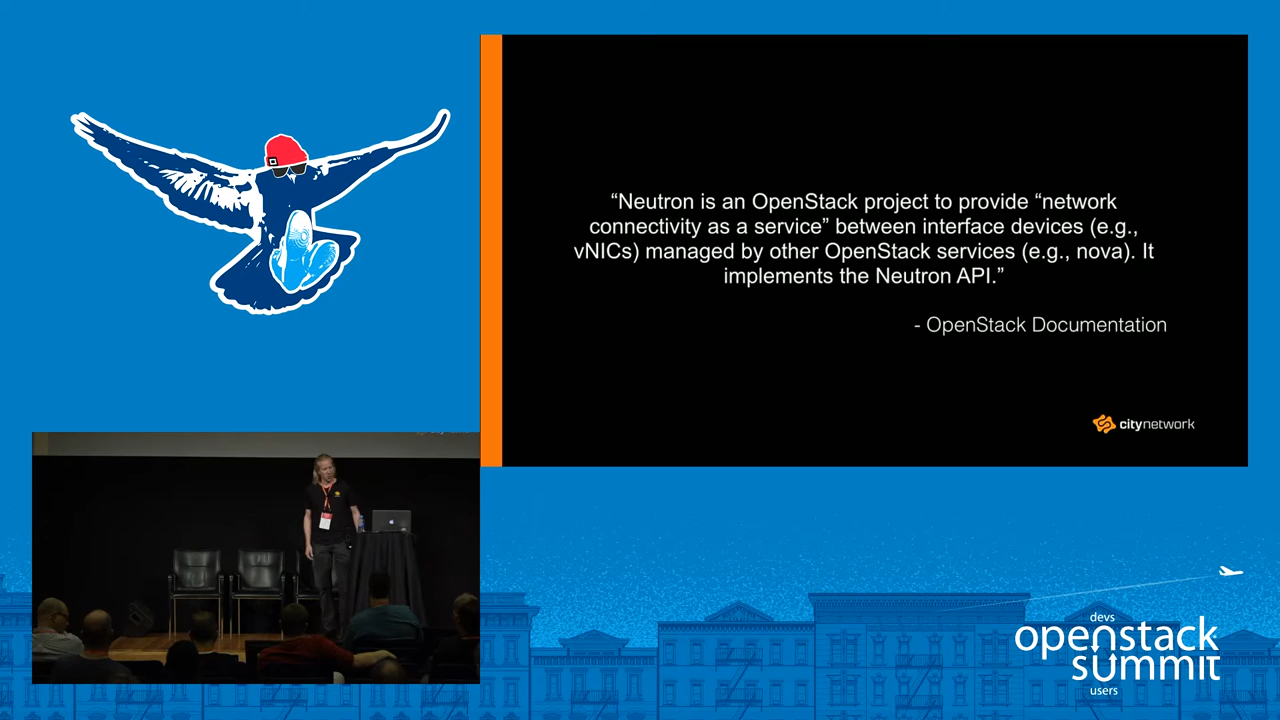 “Neutron is an OpenStack project to provide “network
connectivity as a service” between interface devices (e.g.,
vNICs) managed by other OpenStack services (e.g., nova). It
implements the Neutron API.”
- OpenStack Documentation
citynetwork
devs
openstack
summit
users